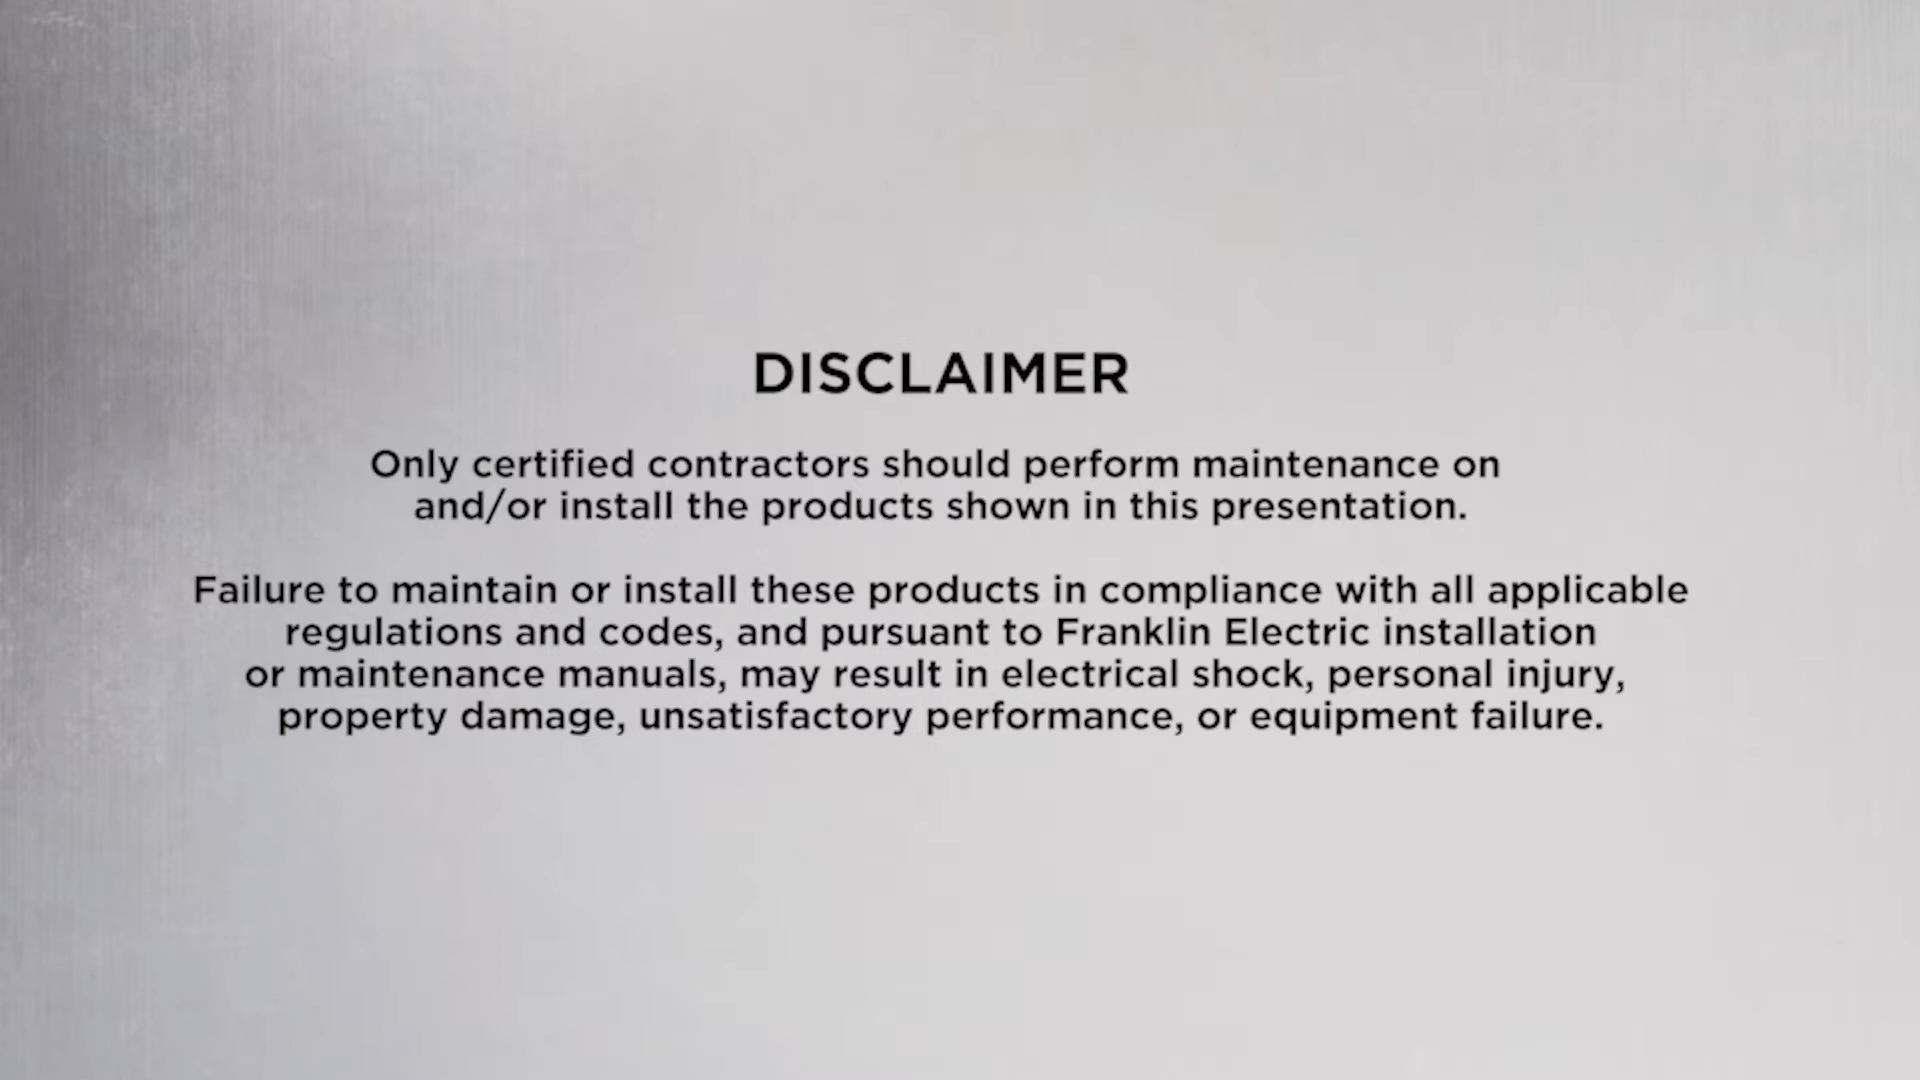 DISCLAIMER
Only certified contractors should perform maintenance on
and/or install the products shown in this presentation.
Failure to maintain or install these products in compliance with all applicable
regulations and codes, and pursuant to Franklin Electric installation
or maintenance manuals, may result in electrical shock, personal injury,
property damage, unsatisfactory performance, or equipment failure.